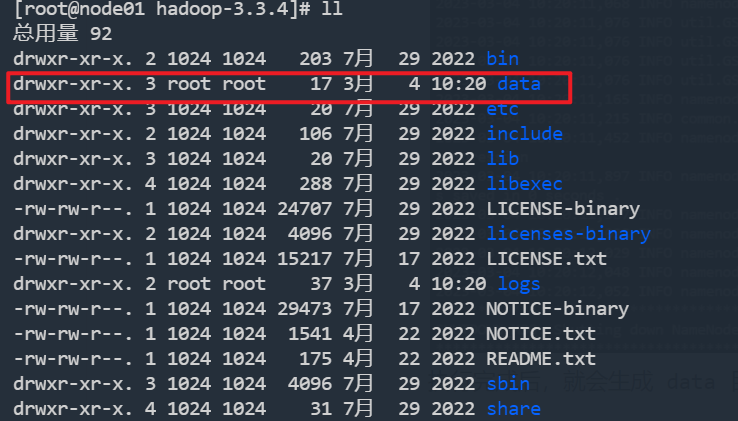 [root@node01 hadoop-3.3.4]# ll
总用量 92
drwxr-xr-x. 2 1024 1024   203 7月   29 2022 bin
drwxr-xr-x. 3 root root    17 3月    4 10:20 data
drwxr-xr-x. 3 1024 1024    20 7月   29 2022 etc
drwxr-xr-x. 2 1024 1024   106 7月   29 2022 include
drwxr-xr-x. 3 1024 1024    20 7月   29 2022 lib
drwxr-xr-x. 4 1024 1024   288 7月   29 2022 libexec
-rw-rw-r--. 1 1024 1024 24707 7月   29 2022 LICENSE-binary
drwxr-xr-x. 2 1024 1024  4096 7月   29 2022 licenses-binary
-rw-rw-r--. 1 1024 1024 15217 7月   17 2022 LICENSE.txt
drwxr-xr-x. 2 root root    37 3月    4 10:20 logs
-rw-rw-r--. 1 1024 1024 29473 7月   17 2022 NOTICE-binary
-rw-rw-r--. 1 1024 1024  1541 4月   22 2022 NOTICE.txt
-rw-rw-r--. 1 1024 1024   175 4月   22 2022 README.txt
drwxr-xr-x. 3 1024 1024  4096 7月   29 2022 sbin
drwxr-xr-x. 4 1024 1024    31 7月   29 2022 share